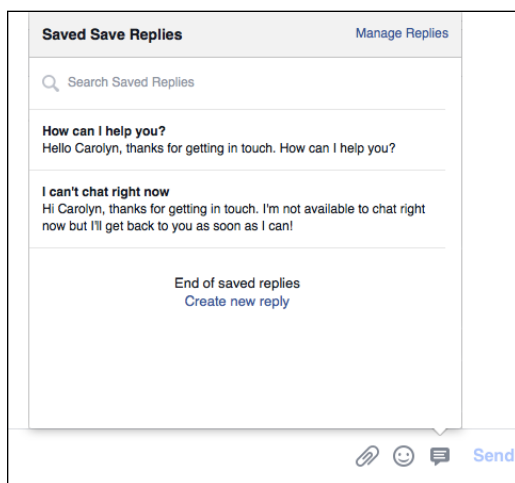 Saved Save Replies
Manage Replies
Search Saved Replies
How can I help you?
Hello Carolyn, thanks for getting in touch. How can I help you?
I can't chat right now
Hi Carolyn, thanks for getting in touch. I'm not available to chat right
now but I'll get back to you as soon as I can!
End of saved replies
Create new reply
Send